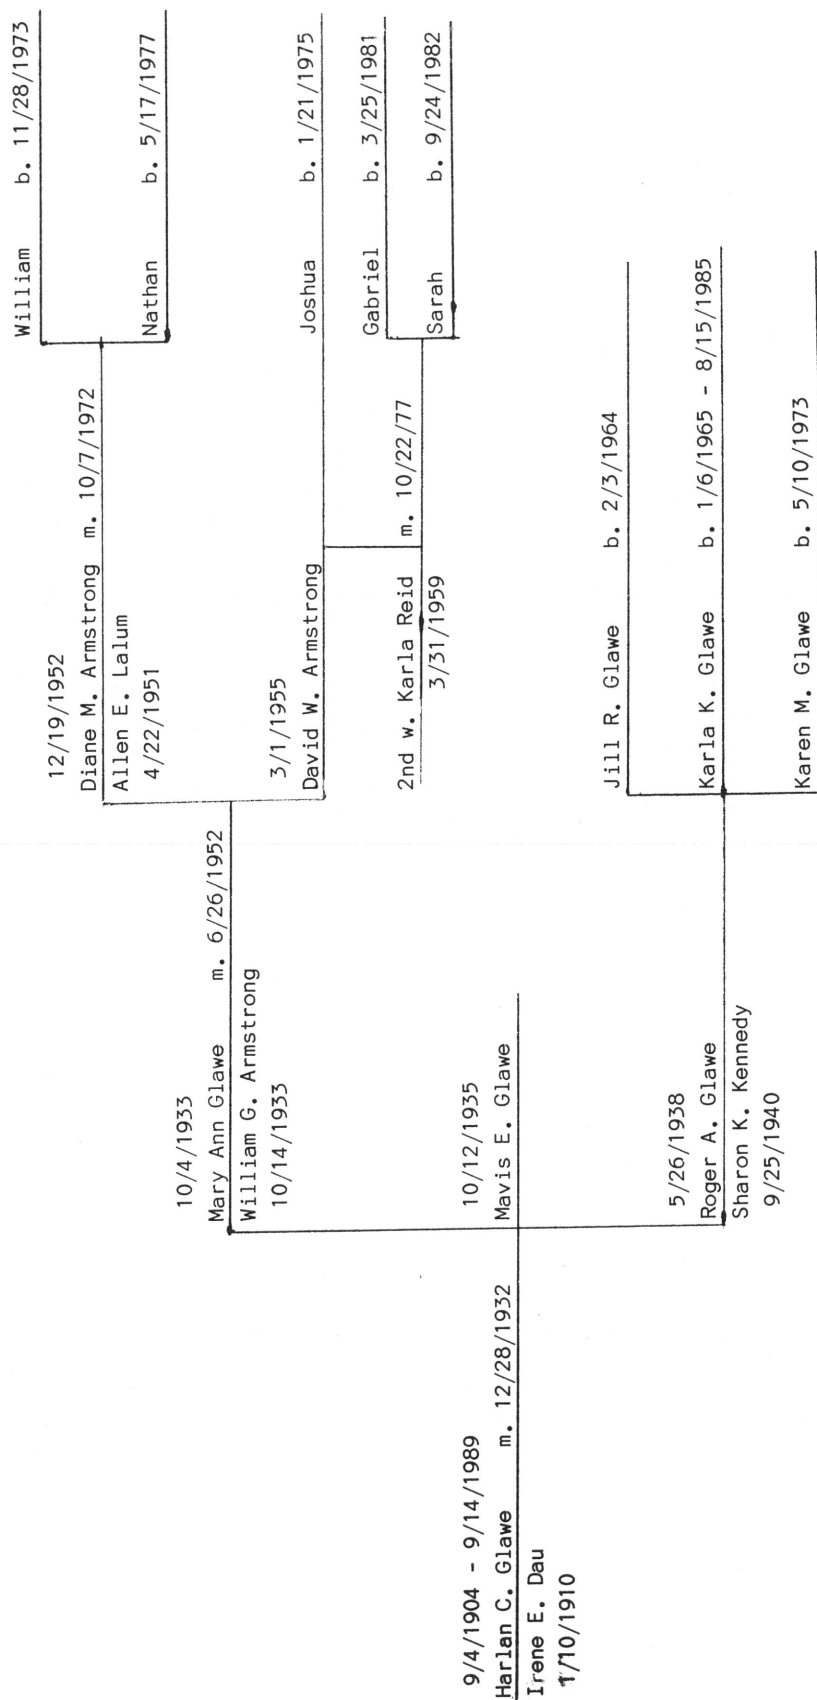 9/4/1904 - 9/14/1989
Harlan C. Glawe m. 12/28/1932
Irene E. Dau
1/10/1910
10/4/1933
Mary Ann Glawe m. 6/26/1952
William G. Armstrong
10/14/1933
10/12/1935
Mavis E. Glawe
5/26/1938
Roger A. Glawe
Sharon K. Kennedy
9/25/1940
12/19/1952
Diane M. Armstrong m. 10/7/1972
Allen E. Lalum
4/22/1951
3/1/1955
David W. Armstrong
2nd w. Karla Reid m. 10/22/77
3/31/1959
Jill R. Glawe b. 2/3/1964
Karla K. Glawe b. 1/6/1965 - 8/15/1985
Karen M. Glawe b. 5/10/1973
William b. 11/28/1973
Nathan b. 5/17/1977
Joshua b. 1/21/1975
Gabriel b. 3/25/1981
Sarah b. 9/24/1982